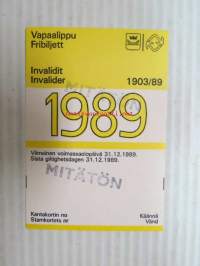 Vapaalippu
Fribiljett
Invalidit
Invalider 1903/89
MITÄTÖN
1989
Viimeinen voimassaolopäivä 31.12.1989.
Sista giltighetsdagen 31.12.1989.
MITÄTÖN
Kantakortin no Käännä
Stamkortets nr Vänd